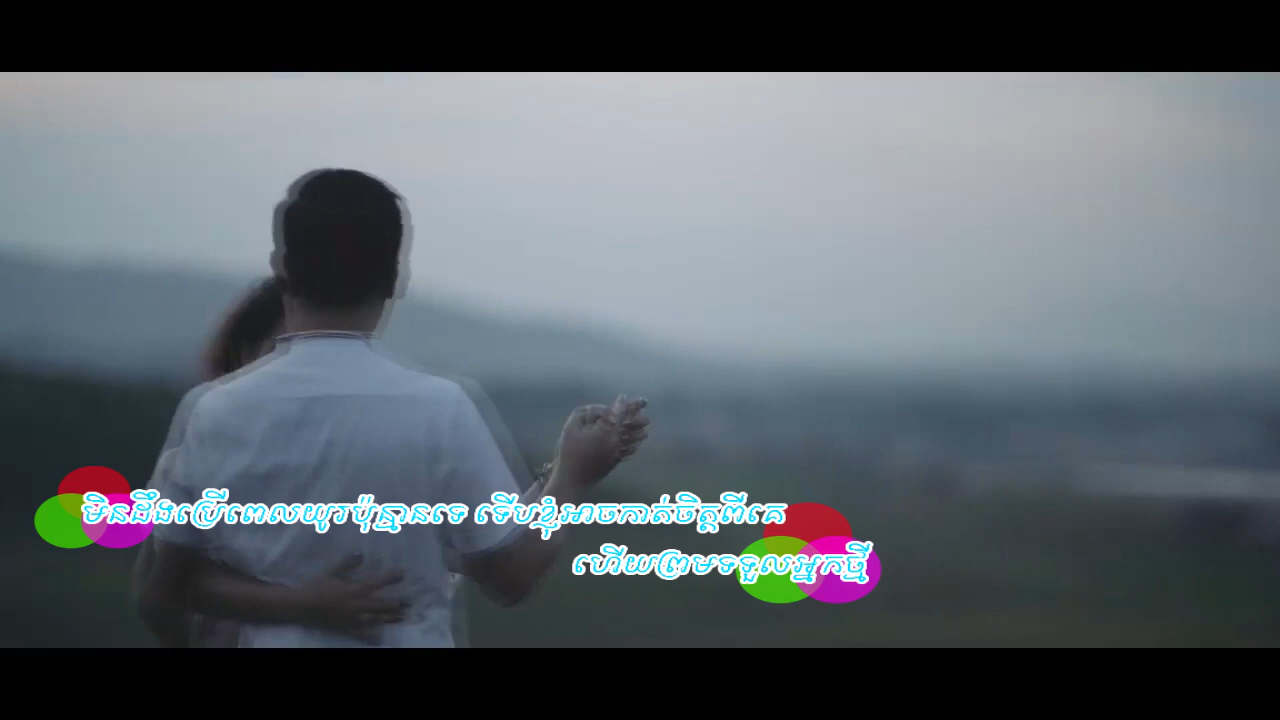 មិនដឹងប្រើពេលយូរប៉ុន្មានទេ ទើបខ្ញុំអាចកាត់ចិត្តពីគេ
ហើយព្រមទទួលអ្នកថ្មី